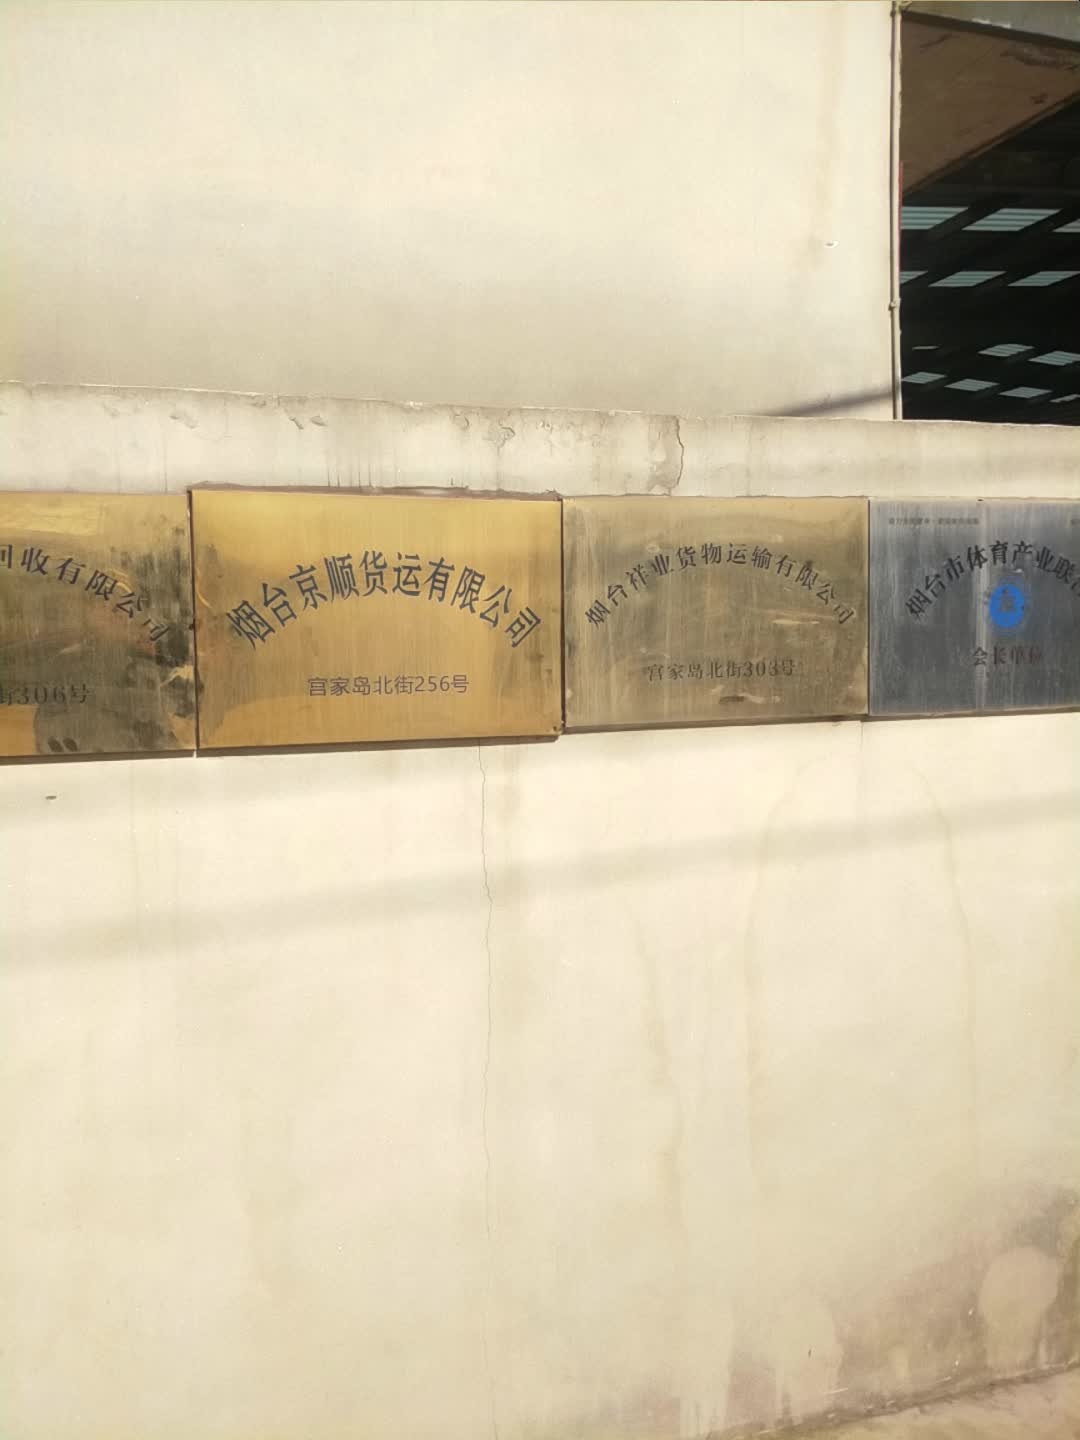 回收有限公司
街306号
烟台京顺货运有限公司
宫家岛北街256号
烟台祥业货物运输有限公司
宫家岛北街303号
烟台市体育产业联合
会长单位